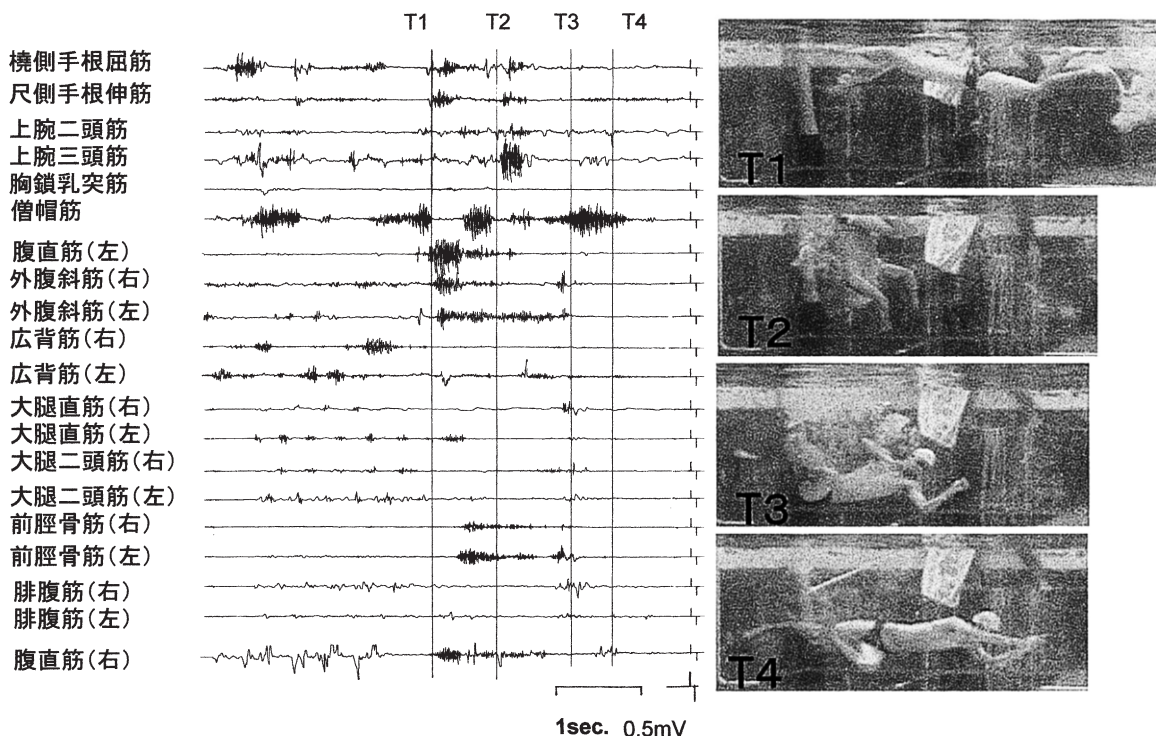 T1 T2 T3 T4
橈側手根屈筋
尺側手根伸筋
上腕二頭筋
上腕三頭筋
胸鎖乳突筋
僧帽筋
腹直筋(左)
外腹斜筋(右)
外腹斜筋(左)
広背筋(右)
広背筋(左)
大腿直筋(右)
大腿直筋(左)
大腿二頭筋(右)
大腿二頭筋(左)
前脛骨筋(右)
前脛骨筋(左)
腓腹筋(右)
腓腹筋(左)
腹直筋(右)
1sec. 0.5mV
T1
T2
T3
T4